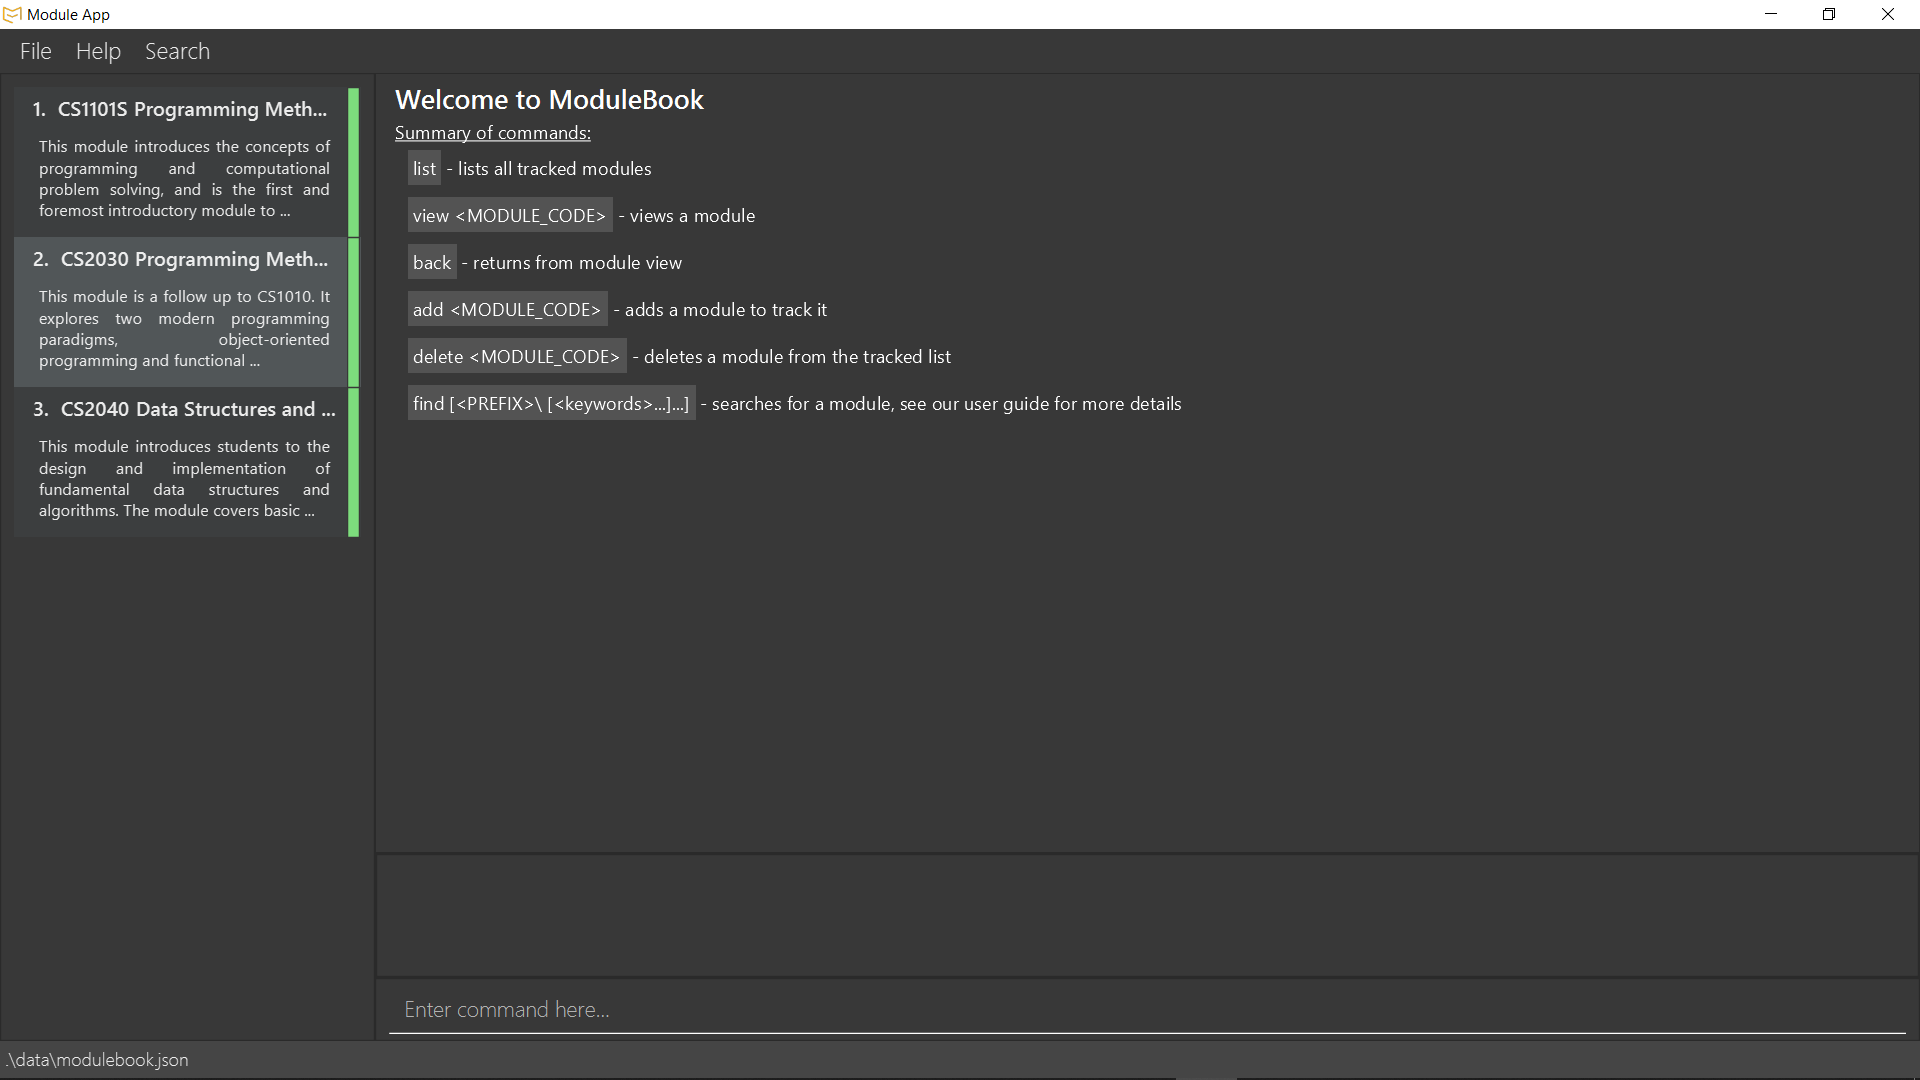 Module App
File Help Search
1. CS1101S Programming Meth...
This module introduces the concepts of
programming and computational
problem solving, and is the first and
foremost introductory module to ...
2. CS2030 Programming Meth...
This module is a follow up to CS1010. It
explores two modern programming
paradigms, object-oriented
programming and functional ...
3. CS2040 Data Structures and ...
This module introduces students to the
design and implementation of
fundamental data structures and
algorithms. The module covers basic ...
Welcome to ModuleBook
Summary of commands:
list - lists all tracked modules
view <MODULE_CODE> - views a module
back - returns from module view
add <MODULE_CODE> - adds a module to track it
delete <MODULE_CODE> - deletes a module from the tracked list
find [<PREFIX>\ [<keywords>...]...] - searches for a module, see our user guide for more details
Enter command here...
.\data\modulebook.json